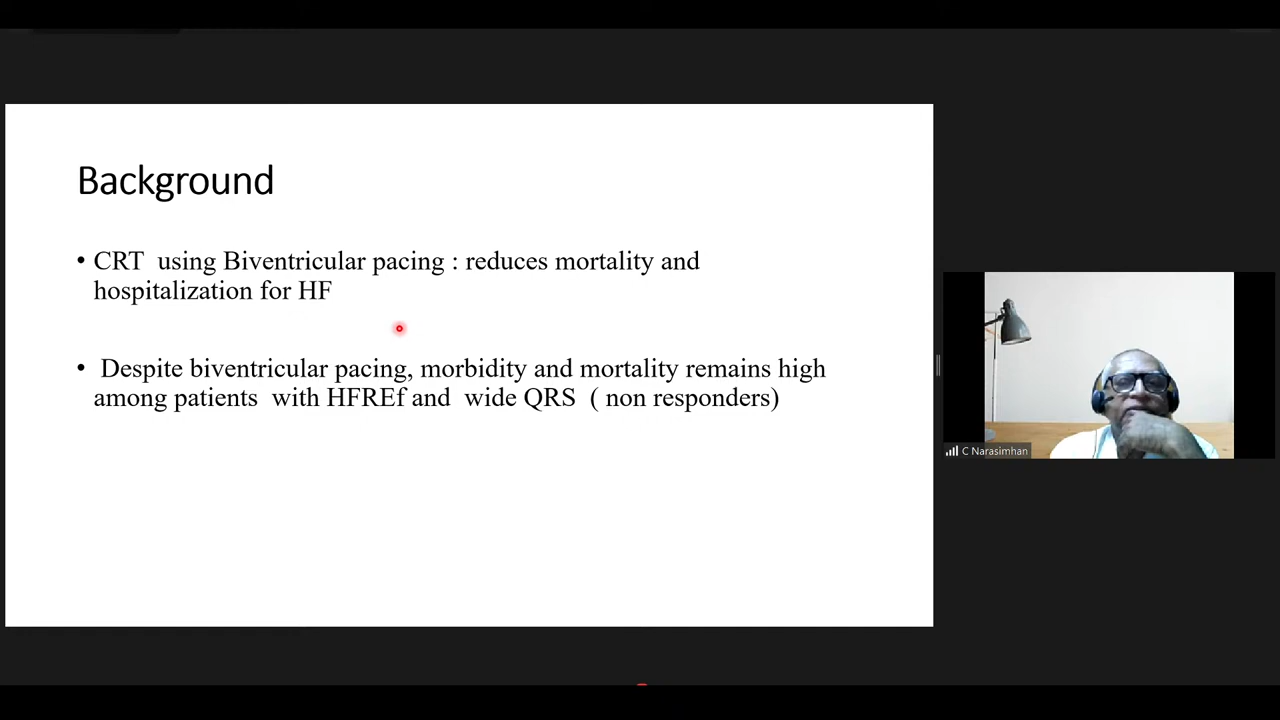 Background
• CRT using Biventricular pacing : reduces mortality and
hospitalization for HF
• Despite biventricular pacing, morbidity and mortality remains high
among patients with HFREf and wide QRS ( non responders)
C Narasimhan